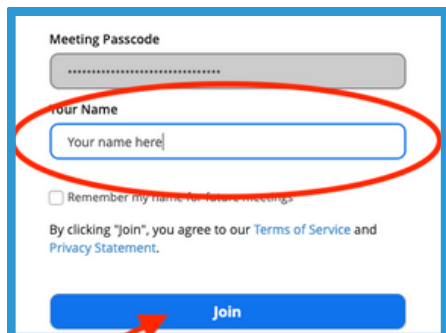 Meeting Passcode
••••••••••••••••••••••••••••••••
Your Name
Your name here
Remember my name for future meetings
By clicking "Join", you agree to our Terms of Service and
Privacy Statement.
Join